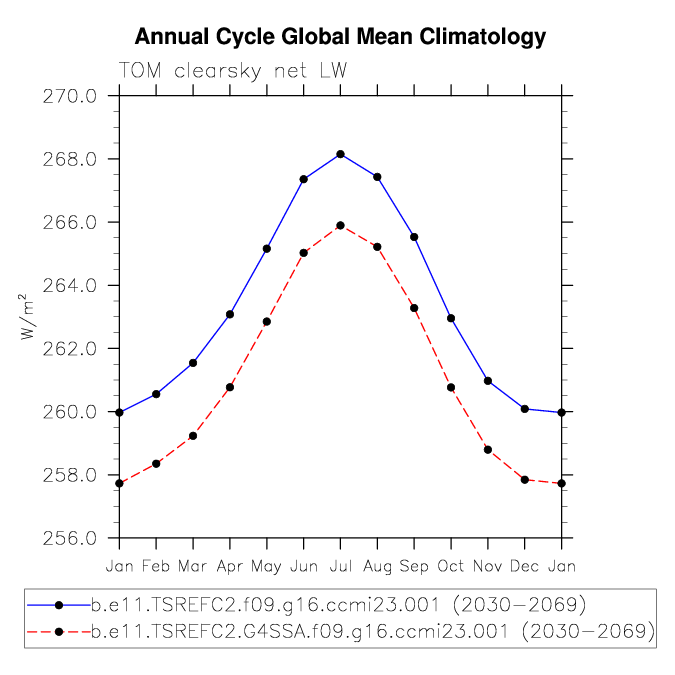 Annual Cycle Global Mean Climatology
TOM clearsky net LW
270.0
268.0
266.0
264.0
262.0
260.0
258.0
256.0
W/m²
Jan Feb Mar Apr May Jun Jul Aug Sep Oct Nov Dec Jan
b.e11.TSREFC2.f09.g16.ccmi23.001 (2030-2069)
b.e11.TSREFC2.G4SSA.f09.g16.ccmi23.001 (2030-2069)